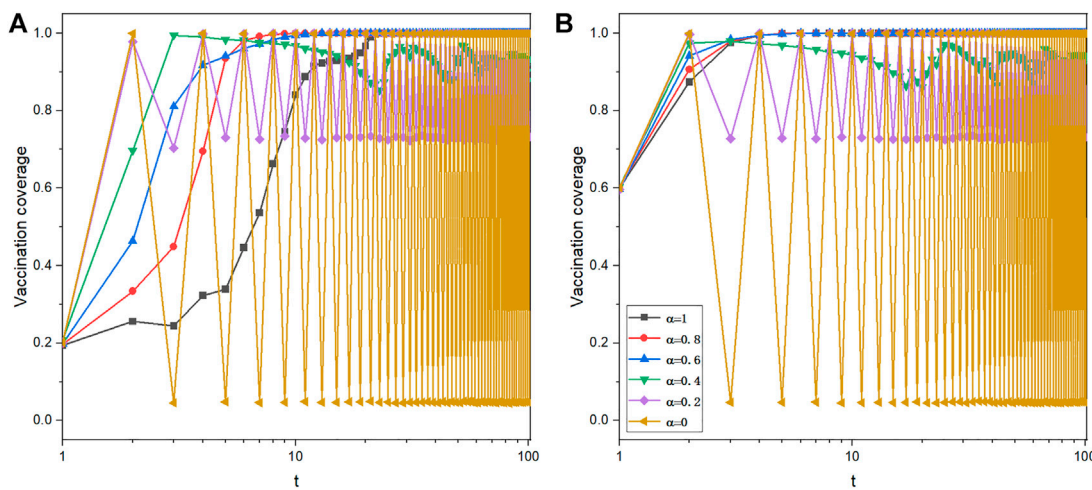 A
B
1.0
0.8
0.6
0.4
0.2
0.0
Vaccination coverage
1
10
100
t
1.0
0.8
0.6
0.4
0.2
0.0
Vaccination coverage
α=1
α=0.8
α=0.6
α=0.4
α=0.2
α=0
1
10
100
t